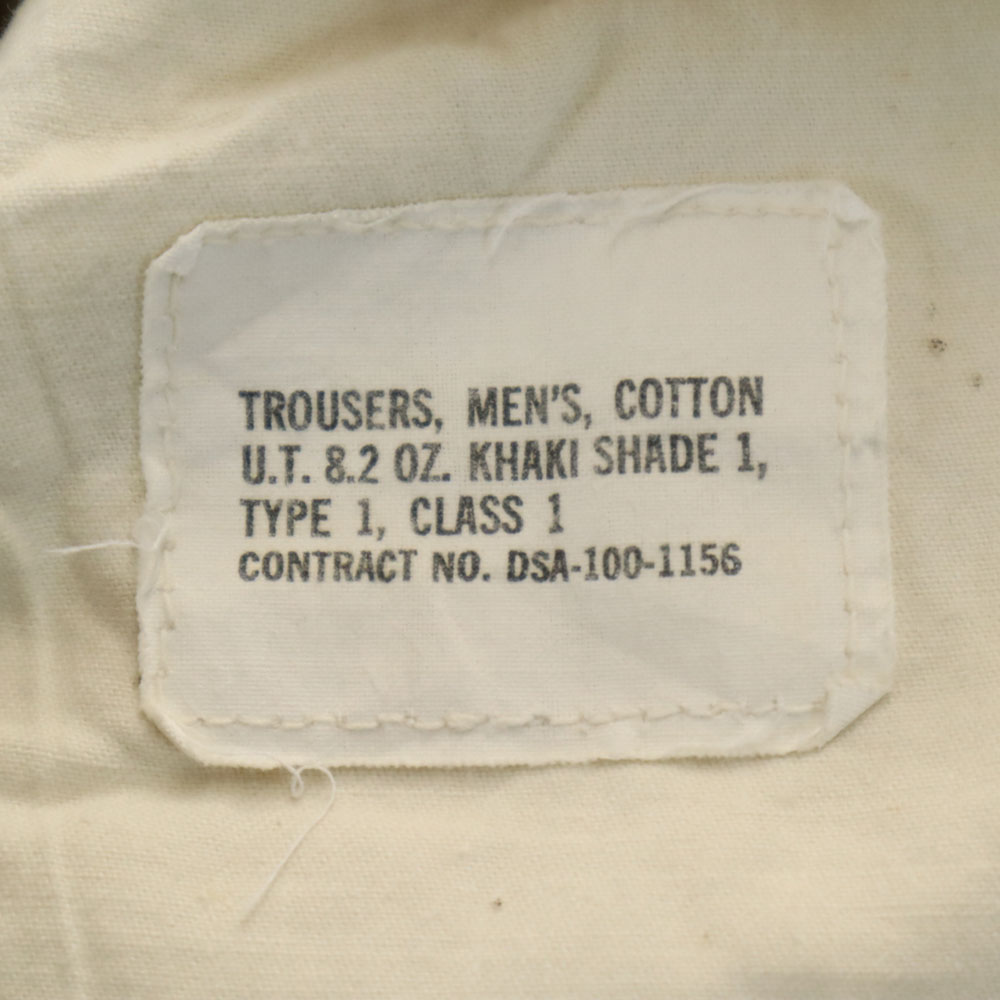 TROUSERS, MEN'S, COTTON
U.T. 8.2 OZ. KHAKI SHADE 1,
TYPE 1, CLASS 1
CONTRACT NO. DSA-100-1156